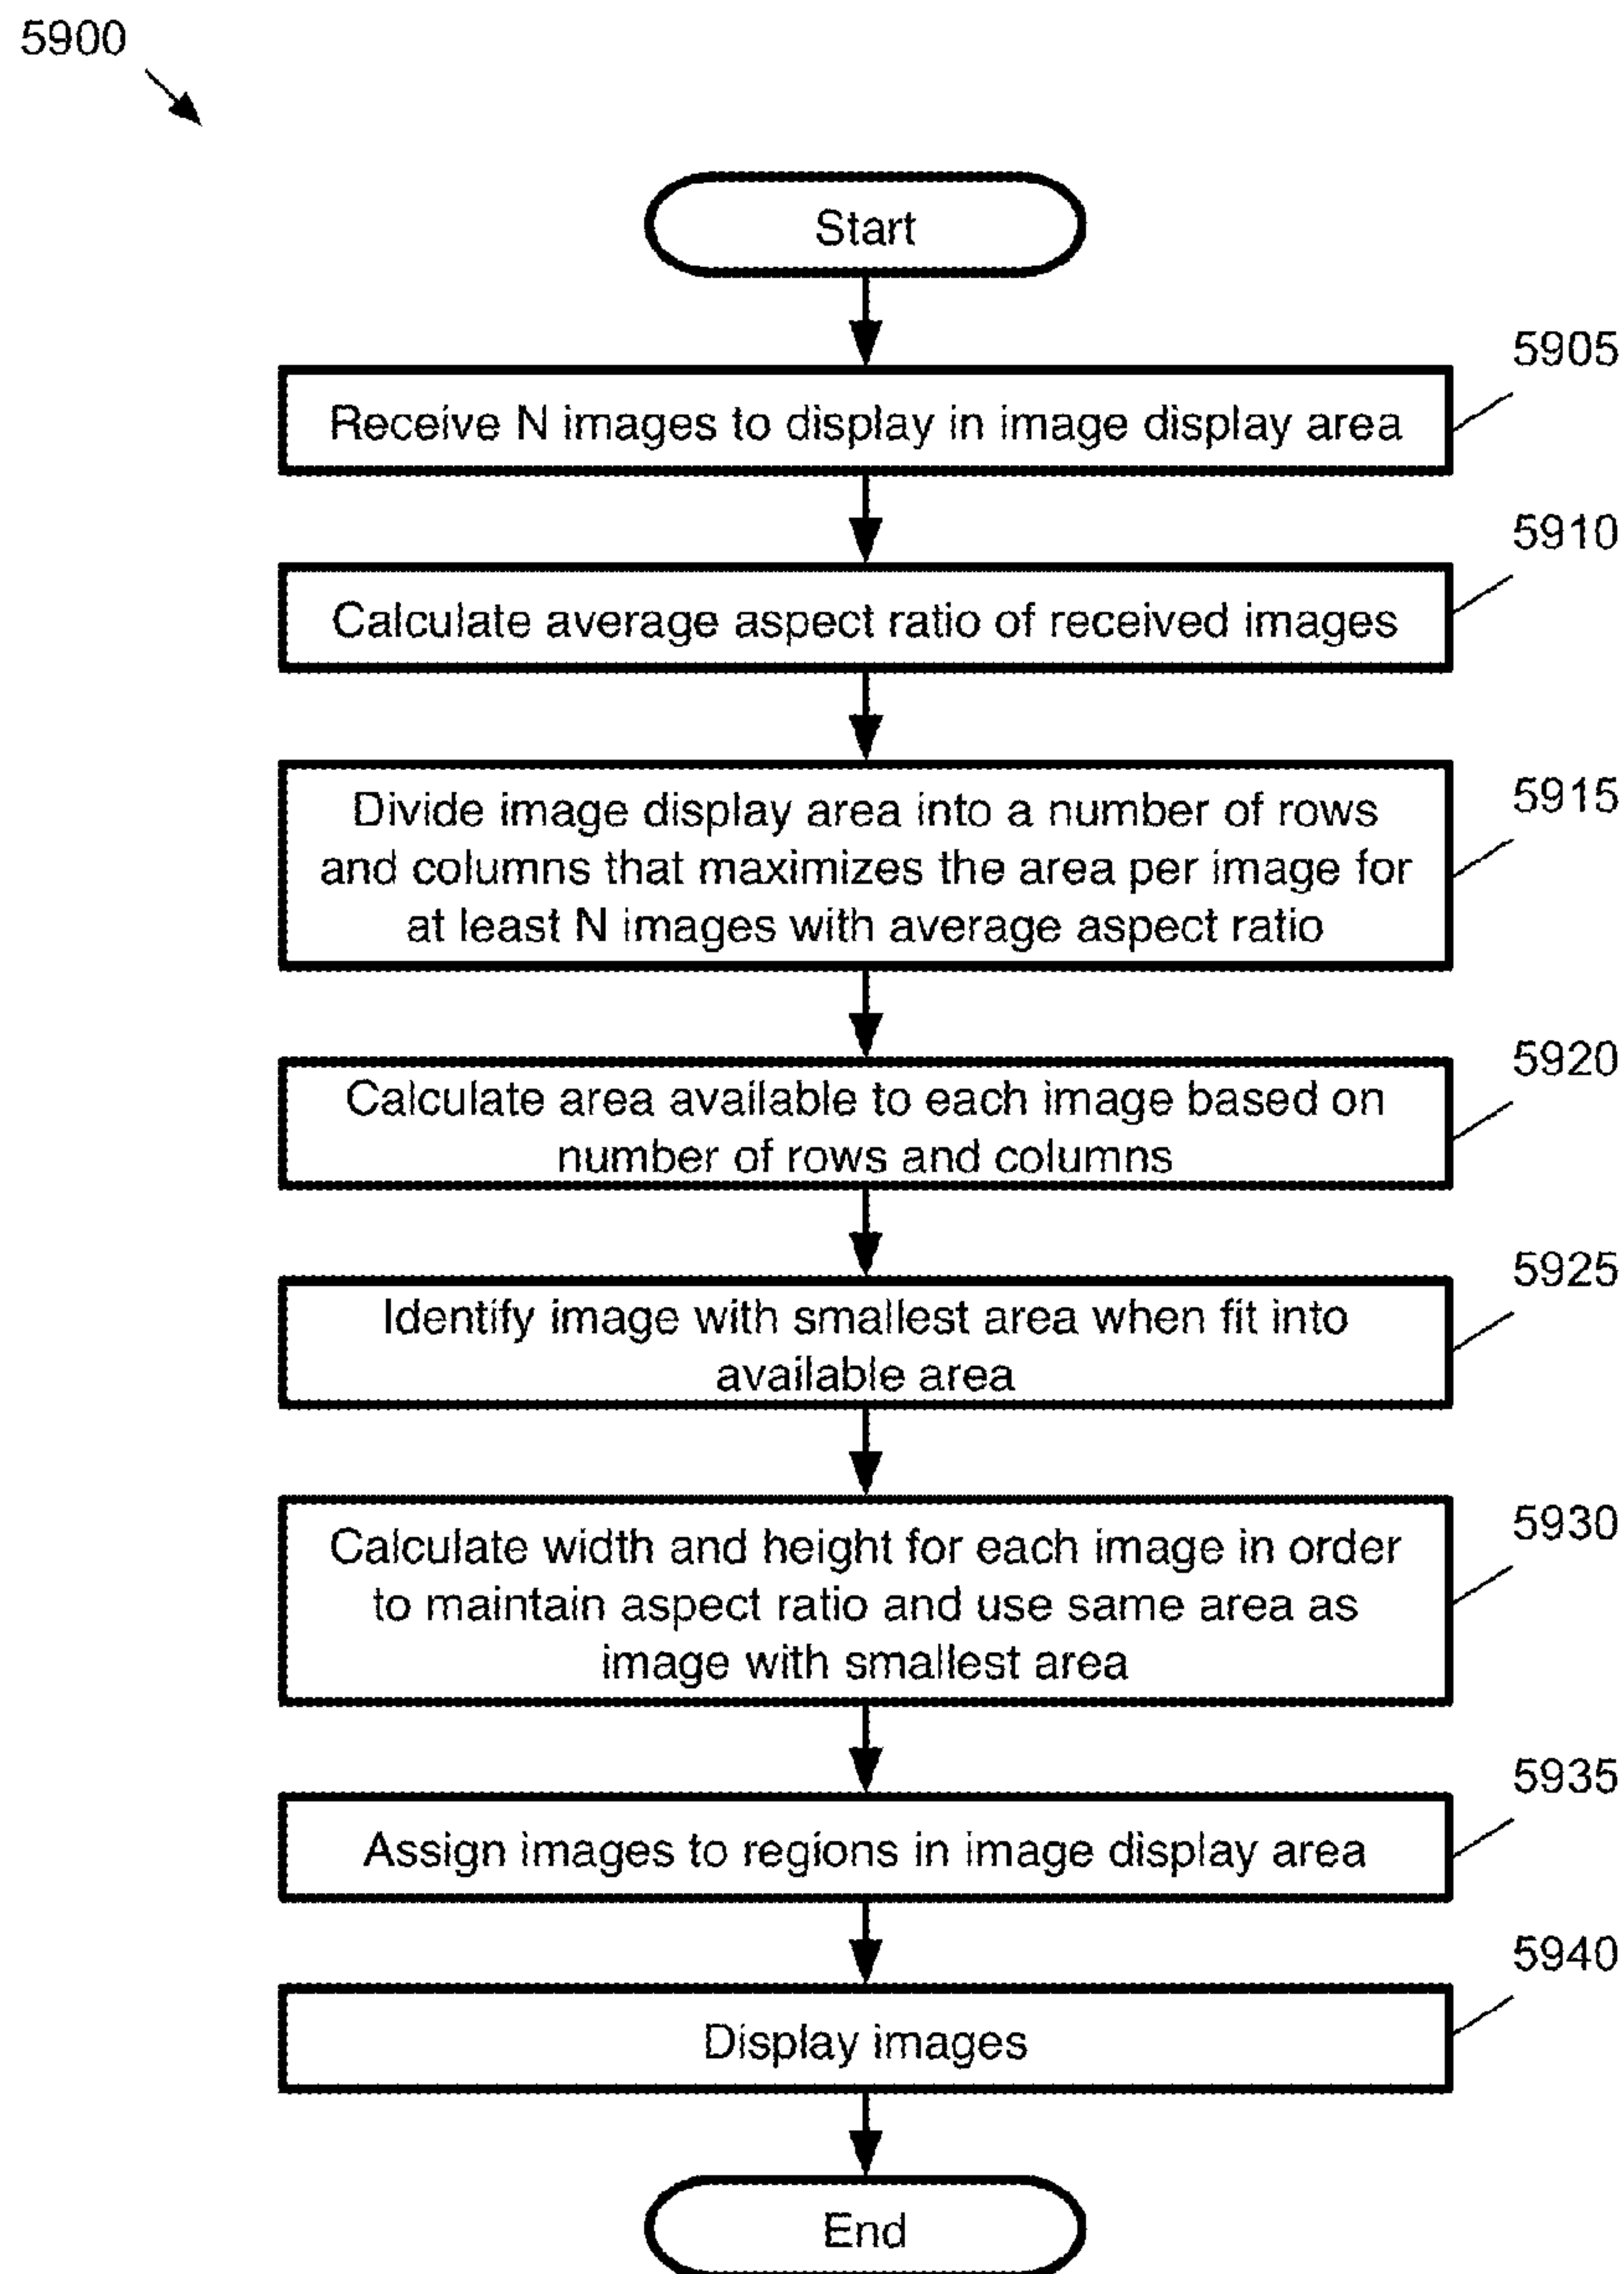 5900
Start
5905
Receive N images to display in image display area
5910
Calculate average aspect ratio of received images
5915
Divide image display area into a number of rows
and columns that maximizes the area per image for
at least N images with average aspect ratio
5920
Calculate area available to each image based on
number of rows and columns
5925
Identify image with smallest area when fit into
available area
5930
Calculate width and height for each image in order
to maintain aspect ratio and use same area as
image with smallest area
5935
Assign images to regions in image display area
5940
Display images
End